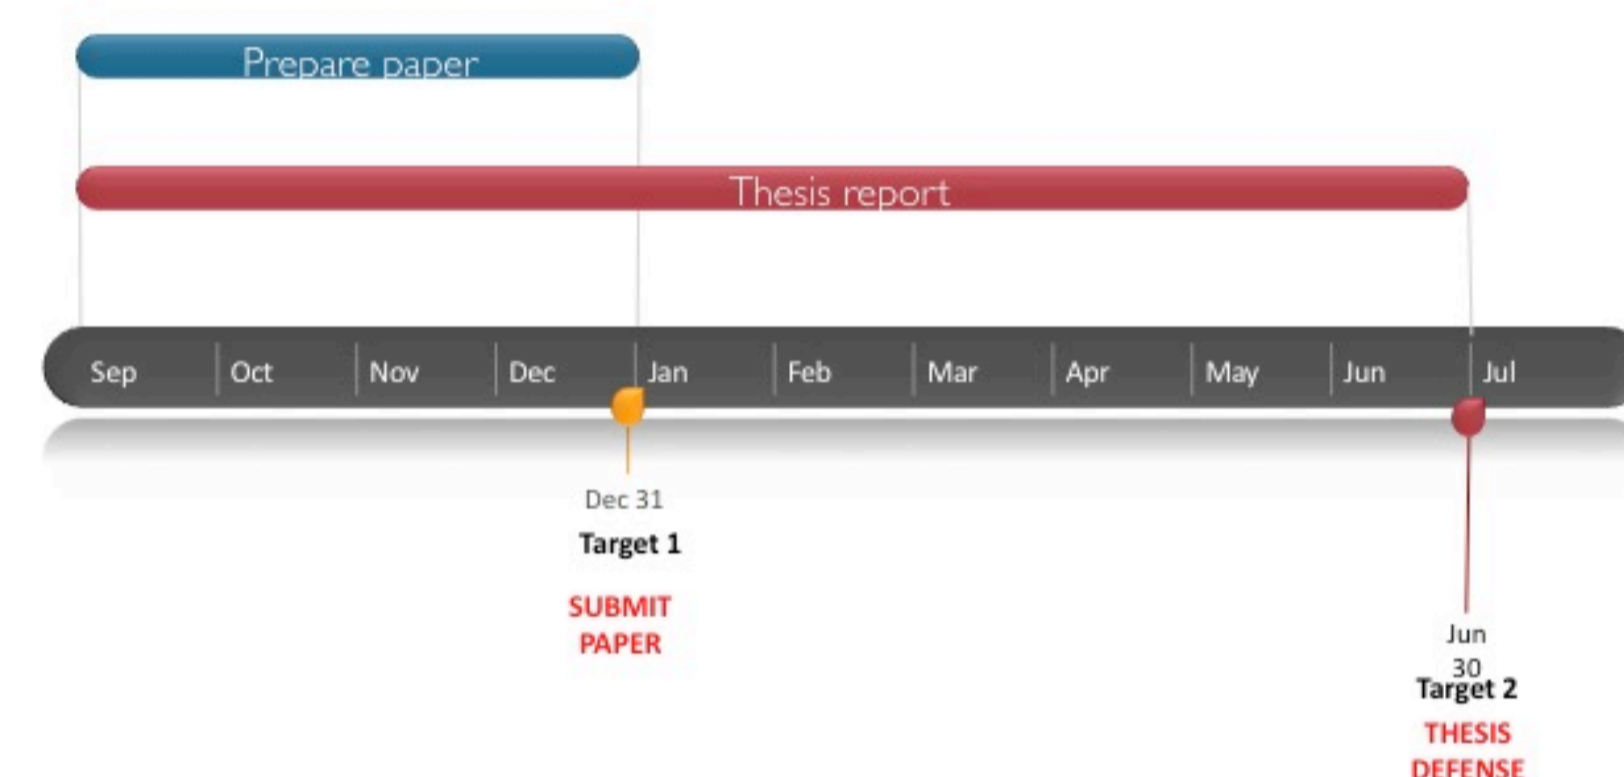 Prepare paper
Thesis report
Sep Oct Nov Dec Jan Feb Mar Apr May Jun Jul
Dec 31
Target 1
SUBMIT
PAPER
Jun
30
Target 2
THESIS
DEFENSE